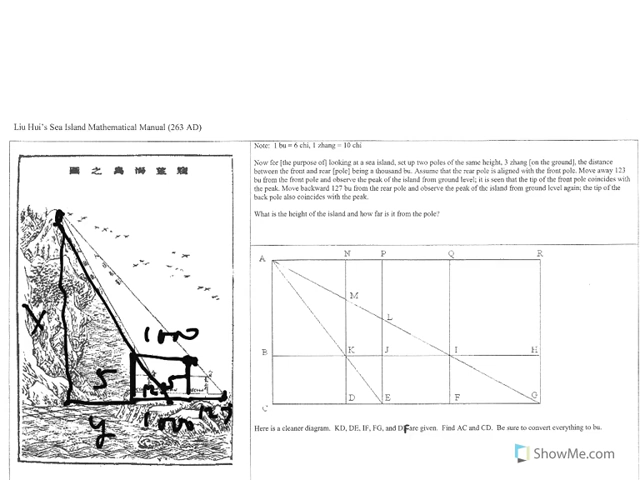 Liu Hui's Sea Island Mathematical Manual (263 AD)
Note: 1 bu = 6 chi, 1 zhang = 10 chi
圖之島海望窺
Now for [the purpose of] looking at a sea island, set up two poles of the same height, 3 zhang [on the ground], the distance
between the front and rear [pole] being a thousand bu. Assume that the rear pole is aligned with the front pole. Move away 123
bu from the front pole and observe the peak of the island from ground level; it is seen that the tip of the front pole coincides with
the peak. Move backward 127 bu from the rear pole and observe the peak of the island from ground level again; the tip of the
back pole also coincides with the peak.
What is the height of the island and how far is it from the pole?
N P Q R
A
M
L
X
1000
B K J I H
5 5
C D E F G
1000
y
Here is a cleaner diagram. KD, DE, IF, FG, and DF are given. Find AC and CD. Be sure to convert everything to bu.
ShowMe.com